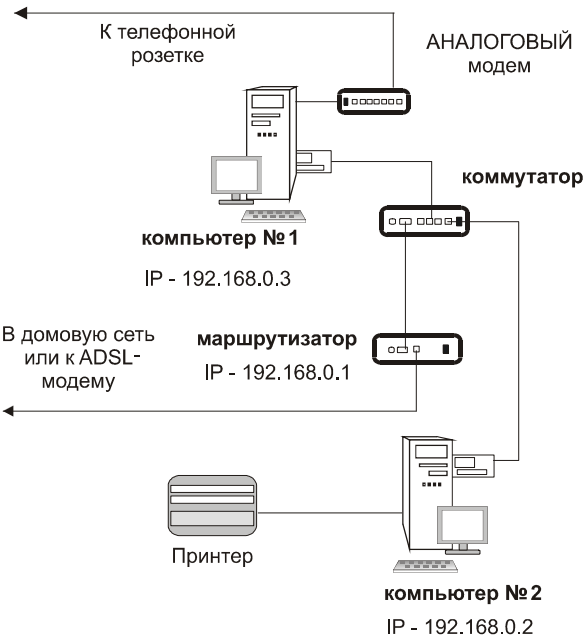 К телефонной
розетке
АНАЛОГОВЫЙ
модем
коммутатор
компьютер №1
IP - 192.168.0.3
В домовую сеть
или к ADSL-
модему
маршрутизатор
IP - 192.168.0.1
Принтер
компьютер №2
IP - 192.168.0.2